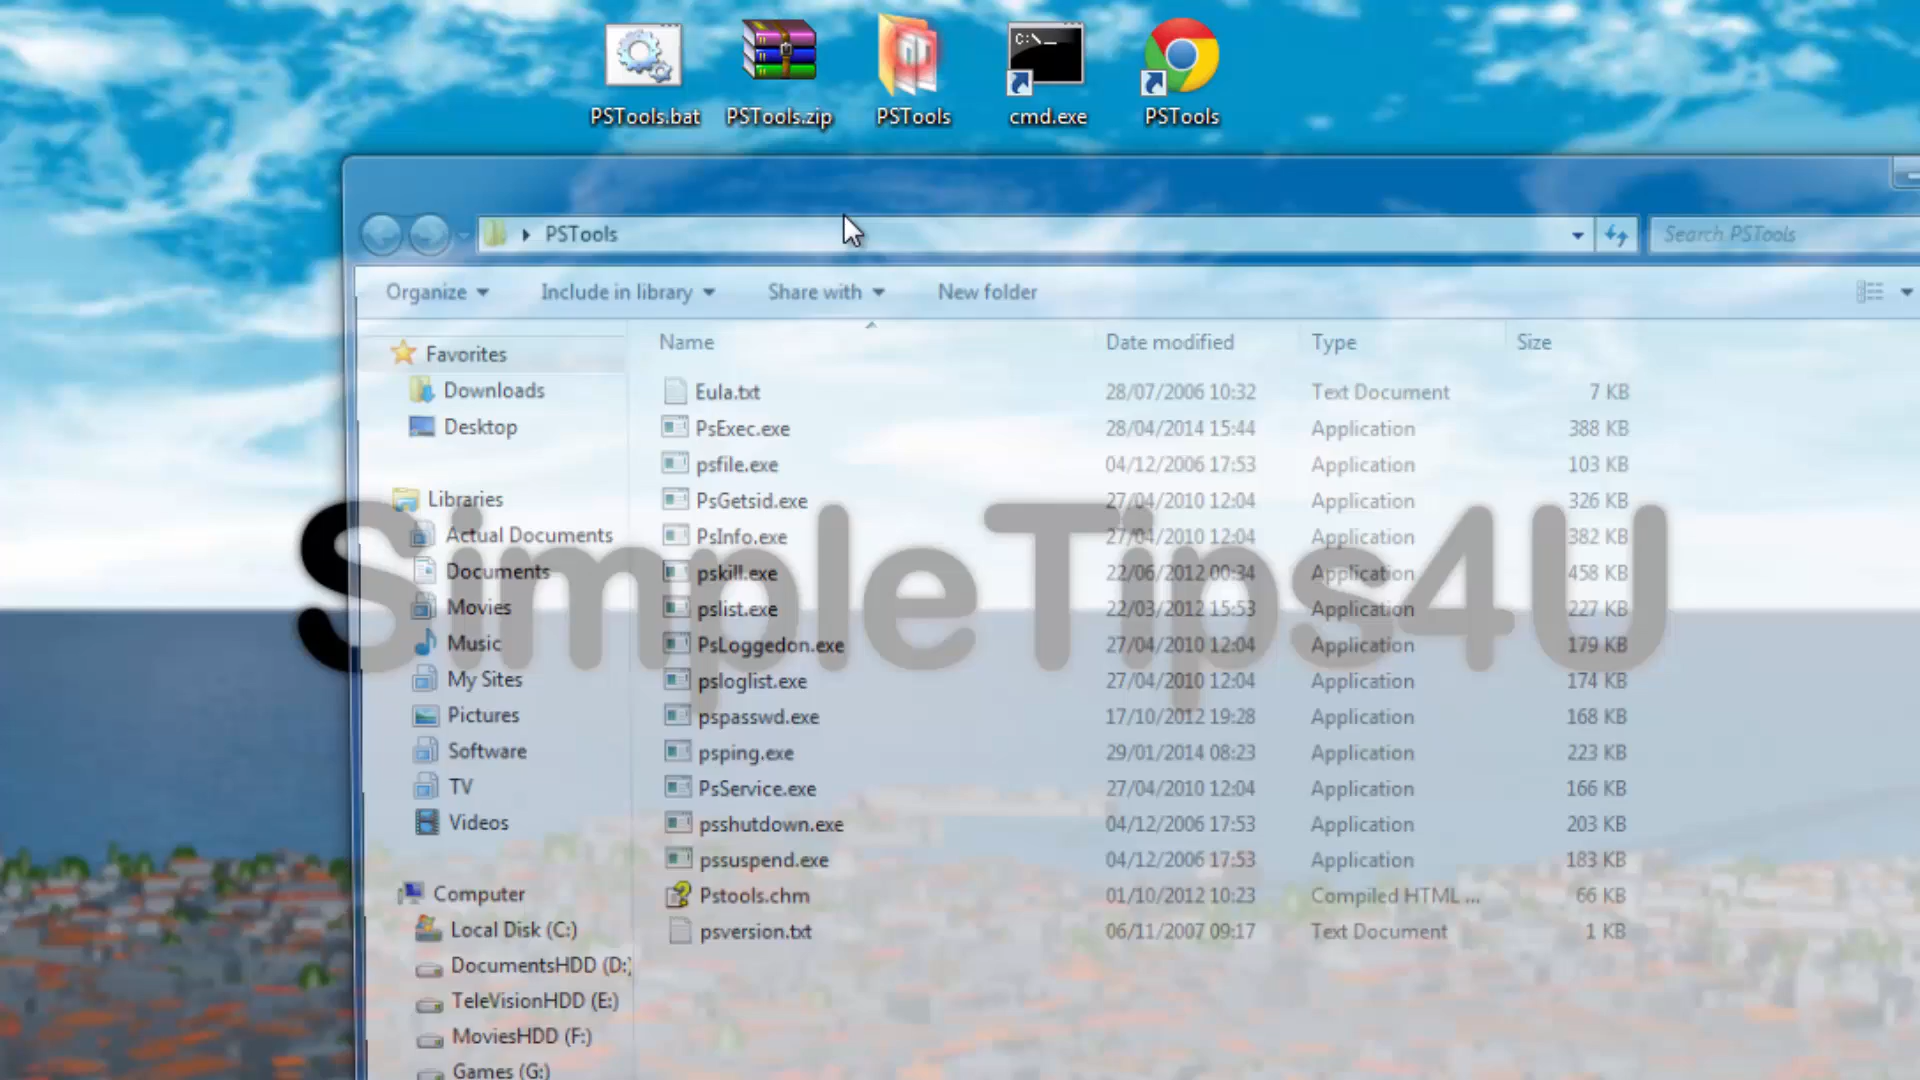 PSTools.bat PSTools.zip PSTools cmd.exe PSTools
PSTools Search PSTools
Organize Include in library Share with New folder
Name Date modified Type Size
Favorites
Downloads
Desktop
Libraries
Actual Documents
Documents
Movies
Music
My Sites
Pictures
Software
TV
Videos
Computer
Local Disk (C:)
DocumentsHDD (D:)
TeleVisionHDD (E:)
MoviesHDD (F:)
Games (G:)
Eula.txt 28/07/2006 10:32 Text Document 7 KB
PsExec.exe 28/04/2014 15:44 Application 388 KB
psfile.exe 04/12/2006 17:53 Application 103 KB
PsGetsid.exe 27/04/2010 12:04 Application 326 KB
PsInfo.exe 27/04/2010 12:04 Application 382 KB
pskill.exe 22/06/2012 00:34 Application 458 KB
pslist.exe 22/03/2012 15:53 Application 227 KB
PsLoggedon.exe 27/04/2010 12:04 Application 179 KB
psloglist.exe 27/04/2010 12:04 Application 174 KB
pspasswd.exe 17/10/2012 19:28 Application 168 KB
psping.exe 29/01/2014 08:23 Application 223 KB
PsService.exe 27/04/2010 12:04 Application 166 KB
psshutdown.exe 04/12/2006 17:53 Application 203 KB
pssuspend.exe 04/12/2006 17:53 Application 183 KB
Pstools.chm 01/10/2012 10:23 Compiled HTML ... 66 KB
psversion.txt 06/11/2007 09:17 Text Document 1 KB
SimpleTips4U